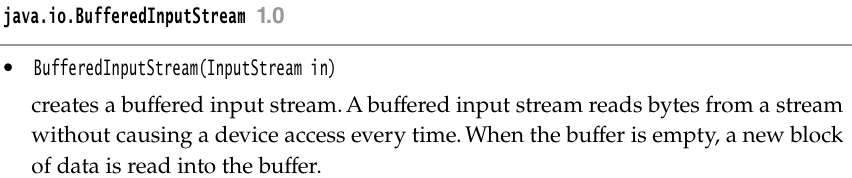 java.io.BufferedInputStream 1.0
• BufferedInputStream(InputStream in)
creates a buffered input stream. A buffered input stream reads bytes from a stream
without causing a device access every time. When the buffer is empty, a new block
of data is read into the buffer.